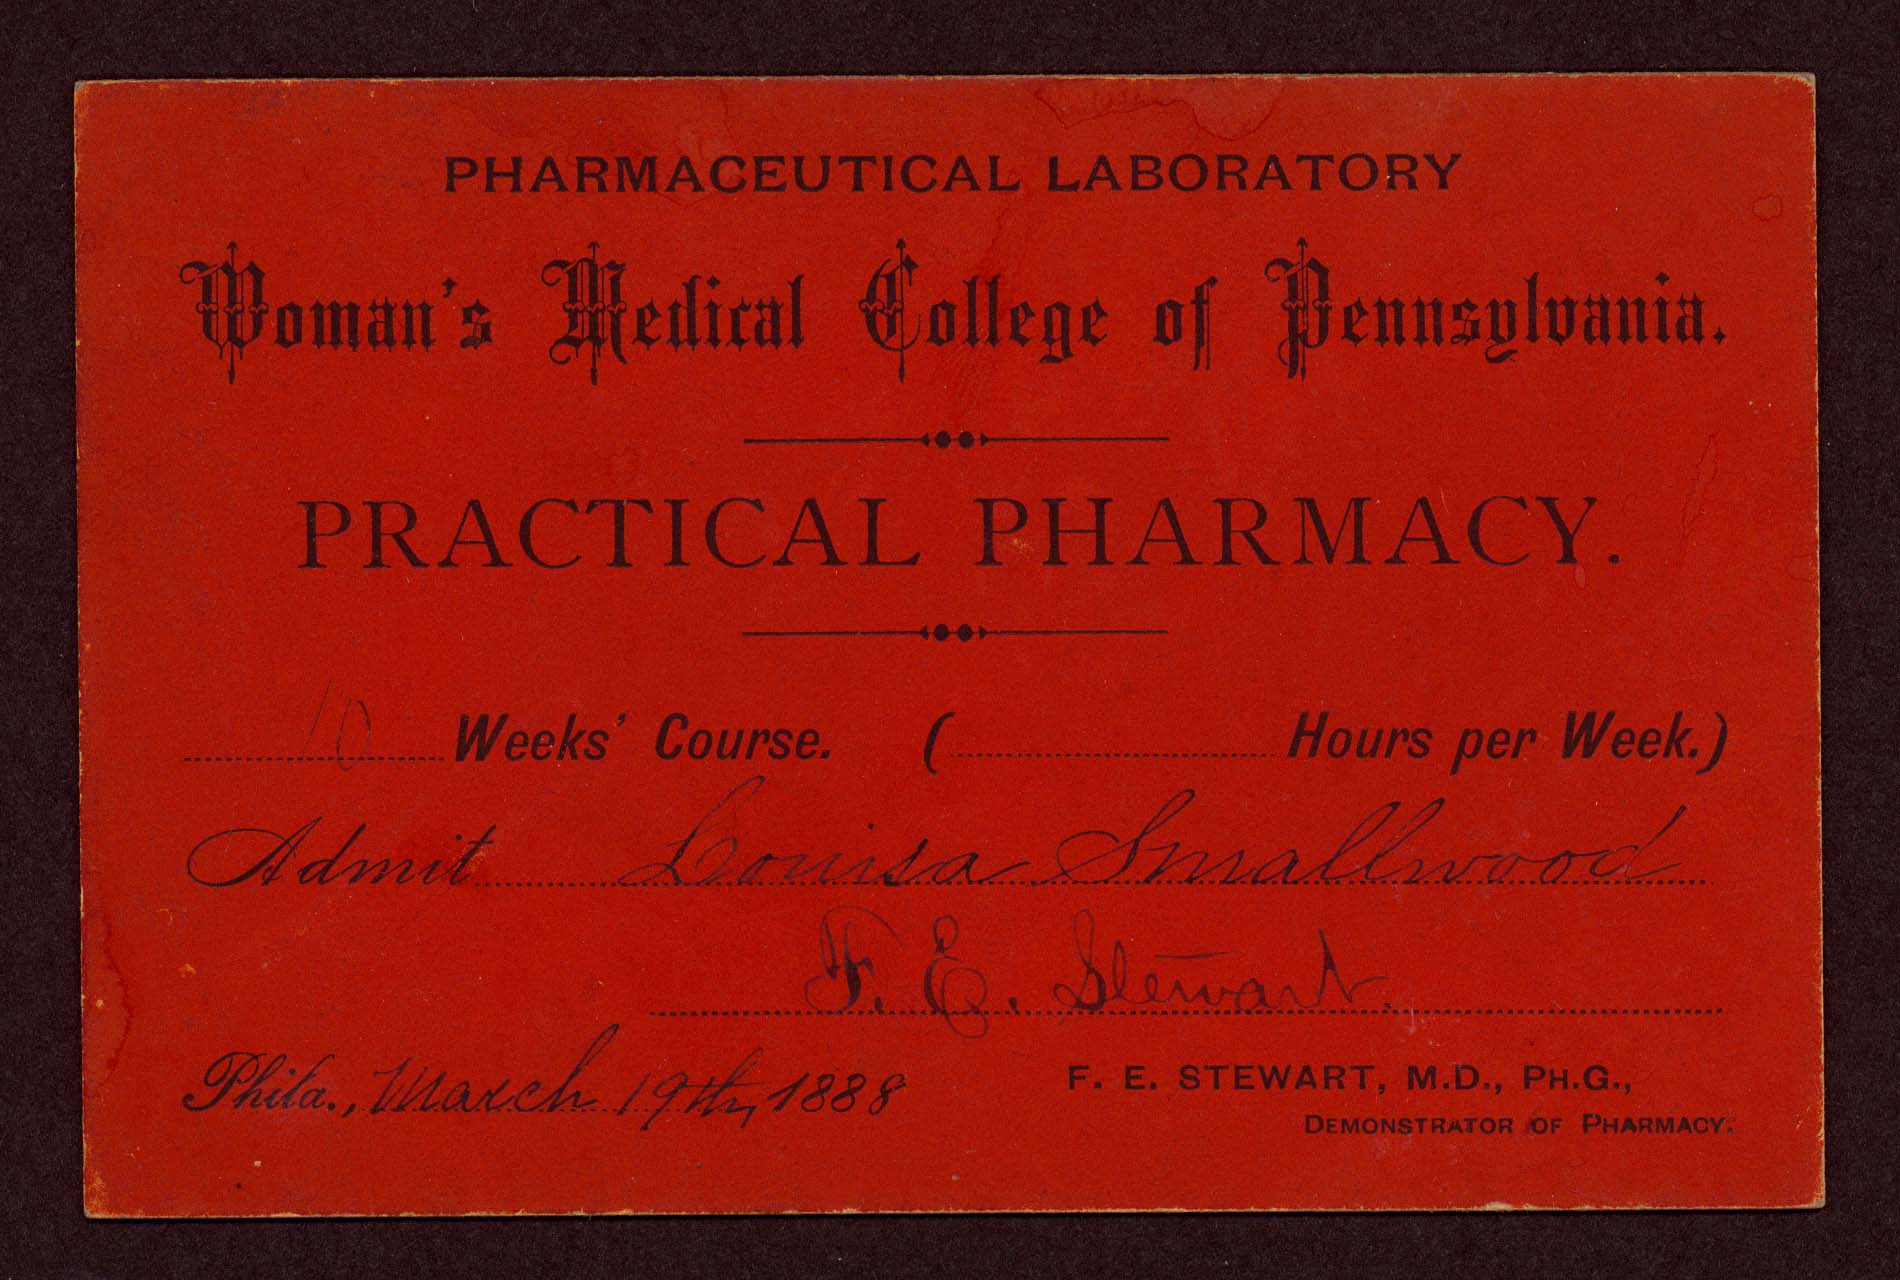 PHARMACEUTICAL LABORATORY
Woman's Medical College of Pennsylvania.
PRACTICAL PHARMACY.
10 Weeks' Course. ( Hours per Week.)
Admit Louisa Smallwood
F. E. Stewart.
Phila., March 19th, 1888
F. E. STEWART, M.D., PH.G.,
DEMONSTRATOR OF PHARMACY.